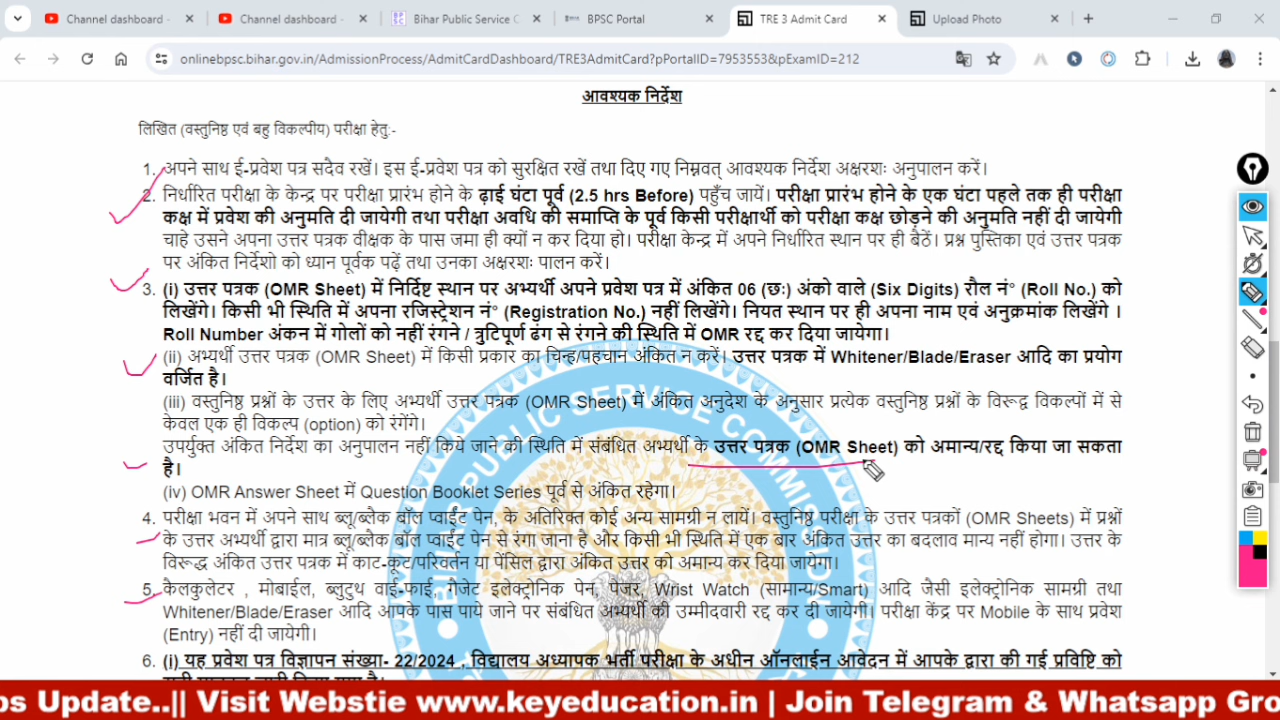 Channel dashboard -
Channel dashboard -
Bihar Public Service C
BPSC Portal
TRE 3 Admit Card
Upload Photo
onlinebpsc.bihar.gov.in/AdmissionProcess/AdmitCardDashboard/TRE3AdmitCard?pPortalID=7953553&pExamID=212
आवश्यक निर्देश
लिखित (वस्तुनिष्ठ एवं बहु विकल्पीय) परीक्षा हेतु:-
1. अपने साथ ई-प्रवेश पत्र सदैव रखें। इस ई-प्रवेश पत्र को सुरक्षित रखें तथा दिए गए निम्नवत् आवश्यक निर्देश अक्षरशः अनुपालन करें।
2. निर्धारित परीक्षा के केन्द्र पर परीक्षा प्रारंभ होने के ढ़ाई घंटा पूर्व (2.5 hrs Before) पहुँच जायें। परीक्षा प्रारंभ होने के एक घंटा पहले तक ही परीक्षा
कक्ष में प्रवेश की अनुमति दी जायेगी तथा परीक्षा अवधि की समाप्ति के पूर्व किसी परीक्षार्थी को परीक्षा कक्ष छोड़ने की अनुमति नहीं दी जायेगी
चाहे उसने अपना उत्तर पत्रक वीक्षक के पास जमा ही क्यों न कर दिया हो। परीक्षा केन्द्र में अपने निर्धारित स्थान पर ही बैठें। प्रश्न पुस्तिका एवं उत्तर पत्रक
पर अंकित निर्देशो को ध्यान पूर्वक पढ़ें तथा उनका अक्षरशः पालन करें।
3. (i) उत्तर पत्रक (OMR Sheet) में निर्दिष्ट स्थान पर अभ्यर्थी अपने प्रवेश पत्र में अंकित 06 (छः) अंको वाले (Six Digits) रौल नं० (Roll No.) को
लिखेंगे। किसी भी स्थिति में अपना रजिस्ट्रेशन नं० (Registration No.) नहीं लिखेंगे। नियत स्थान पर ही अपना नाम एवं अनुक्रमांक लिखेंगे ।
Roll Number अंकन में गोलों को नहीं रंगने / त्रुटिपूर्ण ढंग से रंगने की स्थिति में OMR रद्द कर दिया जायेगा।
(ii) अभ्यर्थी उत्तर पत्रक (OMR Sheet) में किसी प्रकार का चिन्ह/पहचान अंकित न करें। उत्तर पत्रक में Whitener/Blade/Eraser आदि का प्रयोग
वर्जित है।
(iii) वस्तुनिष्ठ प्रश्नों के उत्तर के लिए अभ्यर्थी उत्तर पत्रक (OMR Sheet) में अंकित अनुदेश के अनुसार प्रत्येक वस्तुनिष्ठ प्रश्नों के विरूद्व विकल्पों में से
केवल एक ही विकल्प (option) को रंगेंगे।
उपर्युक्त अंकित निर्देश का अनुपालन नहीं किये जाने की स्थिति में संबंधित अभ्यर्थी के उत्तर पत्रक (OMR Sheet) को अमान्य/रद्द किया जा सकता
है।
(iv) OMR Answer Sheet में Question Booklet Series पूर्व से अंकित रहेगा।
4. परीक्षा भवन में अपने साथ ब्लू/ब्लैक बॉल प्वाईंट पेन, के अतिरिक्त कोई अन्य सामग्री न लायें। वस्तुनिष्ठ परीक्षा के उत्तर पत्रकों (OMR Sheets) में प्रश्नों
के उत्तर अभ्यर्थी द्वारा मात्र ब्लू/ब्लैक बॉल प्वाईंट पेन से रंगा जाना है और किसी भी स्थिति में एक बार अंकित उत्तर का बदलाव मान्य नहीं होगा। उत्तर के
विरूद्ध अंकित उत्तर पत्रक में काट-कूट/परिवर्तन या पेंसिल द्वारा अंकित उत्तर को अमान्य कर दिया जायेगा।
5. कैलकुलेटर , मोबाईल, ब्लुटुथ वाई-फाई, गैजेट इलेक्ट्रोनिक पेन, पेजर, Wrist Watch (सामान्य/Smart) आदि जैसी इलेक्ट्रोनिक सामग्री तथा
Whitener/Blade/Eraser आदि आपके पास पाये जाने पर संबंधित अभ्यर्थी की उम्मीदवारी रद्द कर दी जायेगी। परीक्षा केंद्र पर Mobile के साथ प्रवेश
(Entry) नहीं दी जायेगी।
6. (i) यह प्रवेश पत्र विज्ञापन संख्या- 22/2024 , विद्यालय अध्यापक भर्ती परीक्षा के अधीन ऑनलाईन आवेदन में आपके द्वारा की गई प्रविष्टि को
BIHAR PUBLIC SERVICE COMMISSION
ps Update..|| Visit Webstie www.keyeducation.in | Join Telegram & Whatsapp Gro